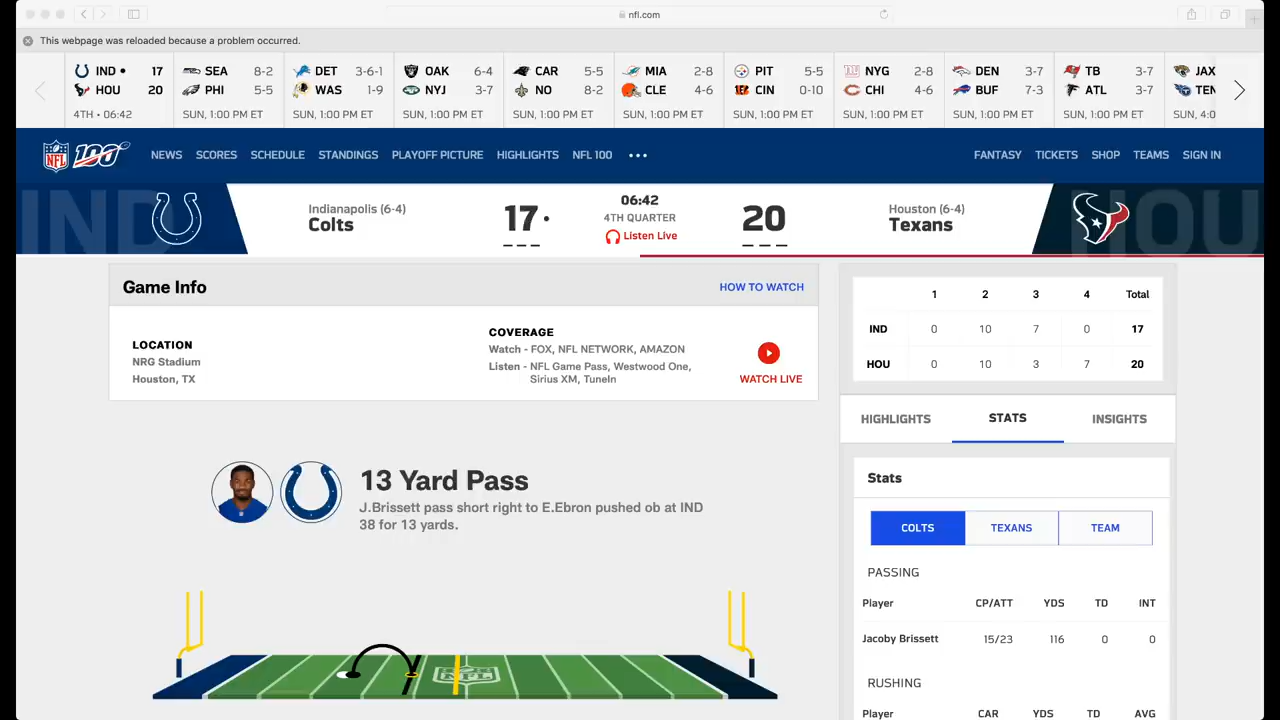 nfl.com
This webpage was reloaded because a problem occurred.
IND • 17
HOU 20
4TH • 06:42
SEA 8-2
PHI 5-5
SUN, 1:00 PM ET
DET 3-6-1
WAS 1-9
SUN, 1:00 PM ET
OAK 6-4
NYJ 3-7
SUN, 1:00 PM ET
CAR 5-5
NO 8-2
SUN, 1:00 PM ET
MIA 2-8
CLE 4-6
SUN, 1:00 PM ET
PIT 5-5
CIN 0-10
SUN, 1:00 PM ET
NYG 2-8
CHI 4-6
SUN, 1:00 PM ET
DEN 3-7
BUF 7-3
SUN, 1:00 PM ET
TB 3-7
ATL 3-7
SUN, 1:00 PM ET
JAX
TEN
SUN, 4:0
NFL 100 NEWS SCORES SCHEDULE STANDINGS PLAYOFF PICTURE HIGHLIGHTS NFL 100 ••• FANTASY TICKETS SHOP TEAMS SIGN IN
IND
Indianapolis (6-4)
Colts
17 •
06:42
4TH QUARTER
Listen Live
20
Houston (6-4)
Texans
HOU
Game Info HOW TO WATCH
LOCATION
NRG Stadium
Houston, TX
COVERAGE
Watch - FOX, NFL NETWORK, AMAZON
Listen - NFL Game Pass, Westwood One,
Sirius XM, TuneIn
WATCH LIVE
13 Yard Pass
J.Brissett pass short right to E.Ebron pushed ob at IND
38 for 13 yards.
NFL
1 2 3 4 Total
IND 0 10 7 0 17
HOU 0 10 3 7 20
HIGHLIGHTS STATS INSIGHTS
Stats
COLTS TEXANS TEAM
PASSING
Player CP/ATT YDS TD INT
Jacoby Brissett 15/23 116 0 0
RUSHING
Player CAR YDS TD AVG